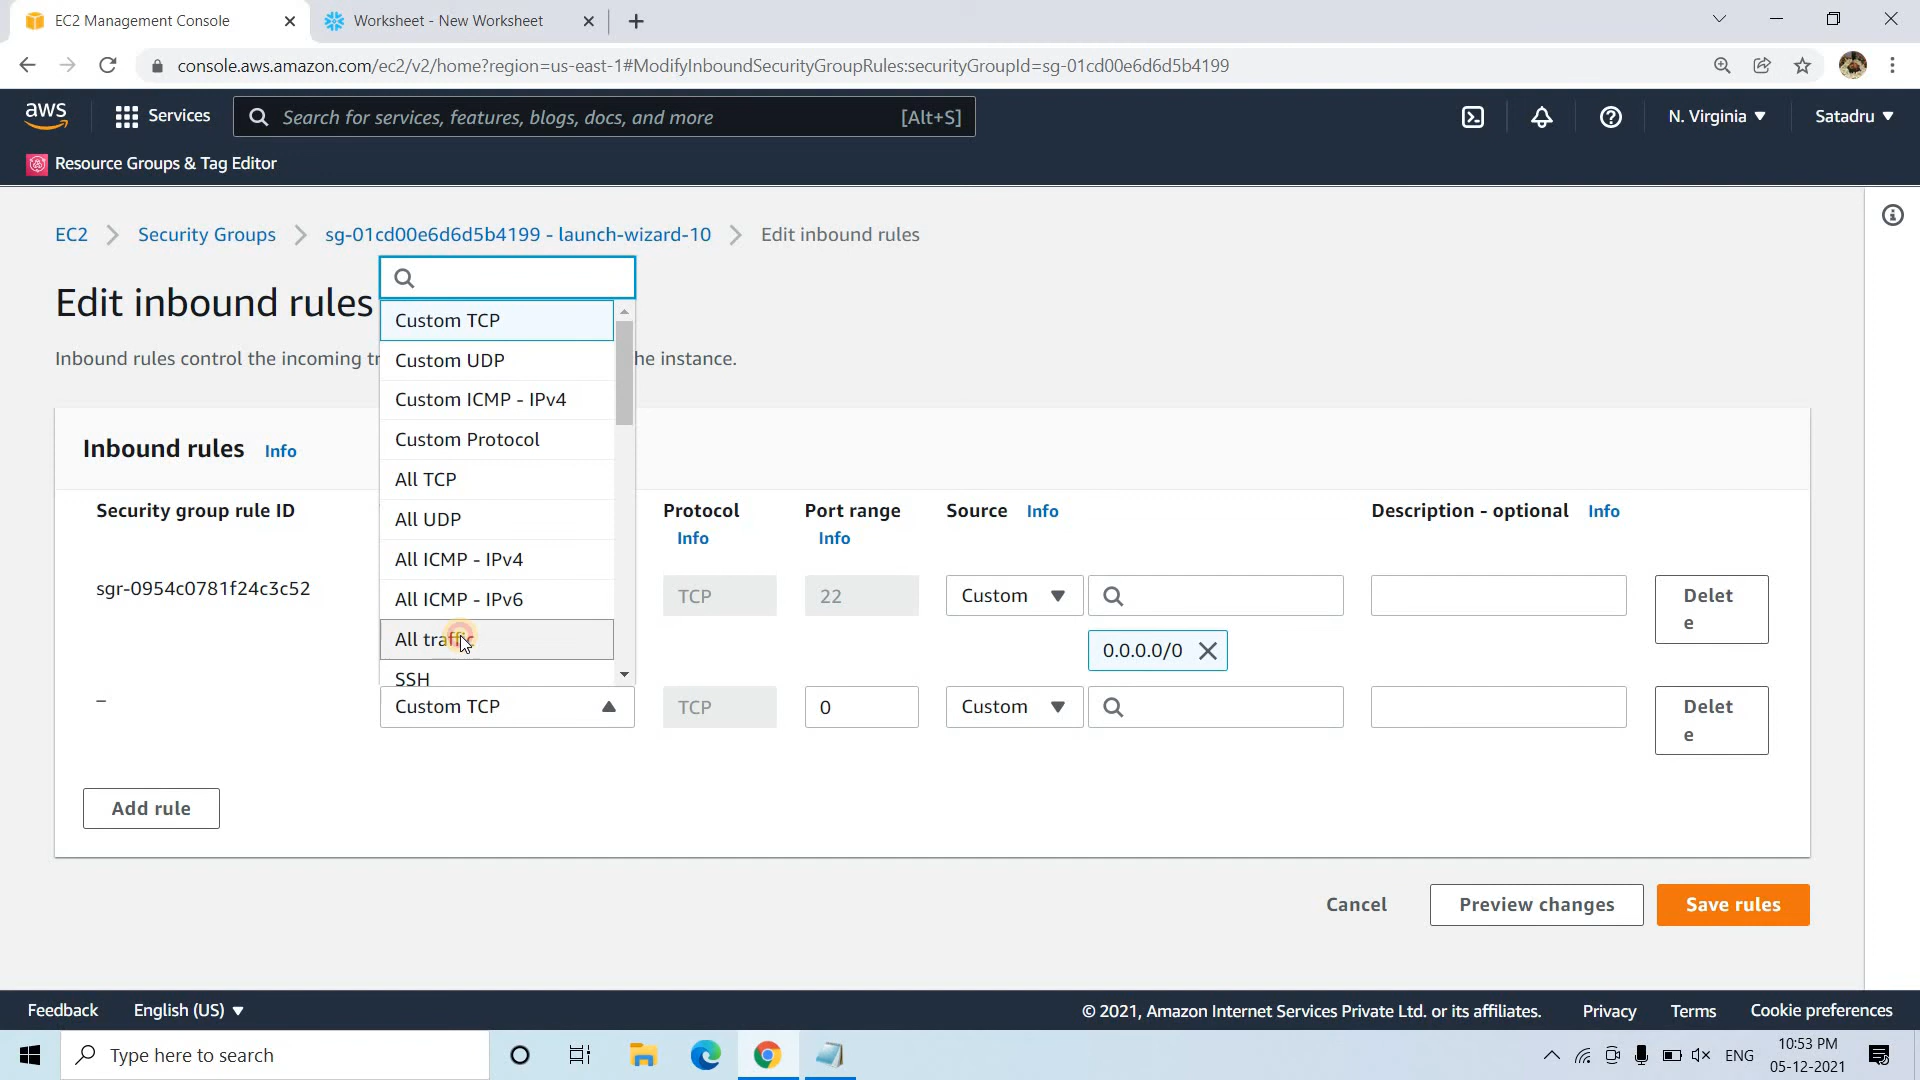 EC2 Management Console
Worksheet - New Worksheet
console.aws.amazon.com/ec2/v2/home?region=us-east-1#ModifyInboundSecurityGroupRules:securityGroupId=sg-01cd00e6d6d5b4199
aws
Services
Search for services, features, blogs, docs, and more
[Alt+S]
N. Virginia
Satadru
Resource Groups & Tag Editor
EC2
Security Groups
sg-01cd00e6d6d5b4199 - launch-wizard-10
Edit inbound rules
Edit inbound rules
Inbound rules control the incoming tr
he instance.
Custom TCP
Custom UDP
Custom ICMP - IPv4
Custom Protocol
All TCP
All UDP
All ICMP - IPv4
All ICMP - IPv6
All traffic
SSH
Inbound rules Info
Security group rule ID
Protocol
Info
Port range
Info
Source Info
Description - optional Info
sgr-0954c0781f24c3c52
TCP
22
Custom
0.0.0.0/0
Delet
e
–
Custom TCP
TCP
0
Custom
Delet
e
Add rule
Cancel
Preview changes
Save rules
Feedback
English (US)
© 2021, Amazon Internet Services Private Ltd. or its affiliates.
Privacy
Terms
Cookie preferences
Type here to search
ENG
10:53 PM
05-12-2021